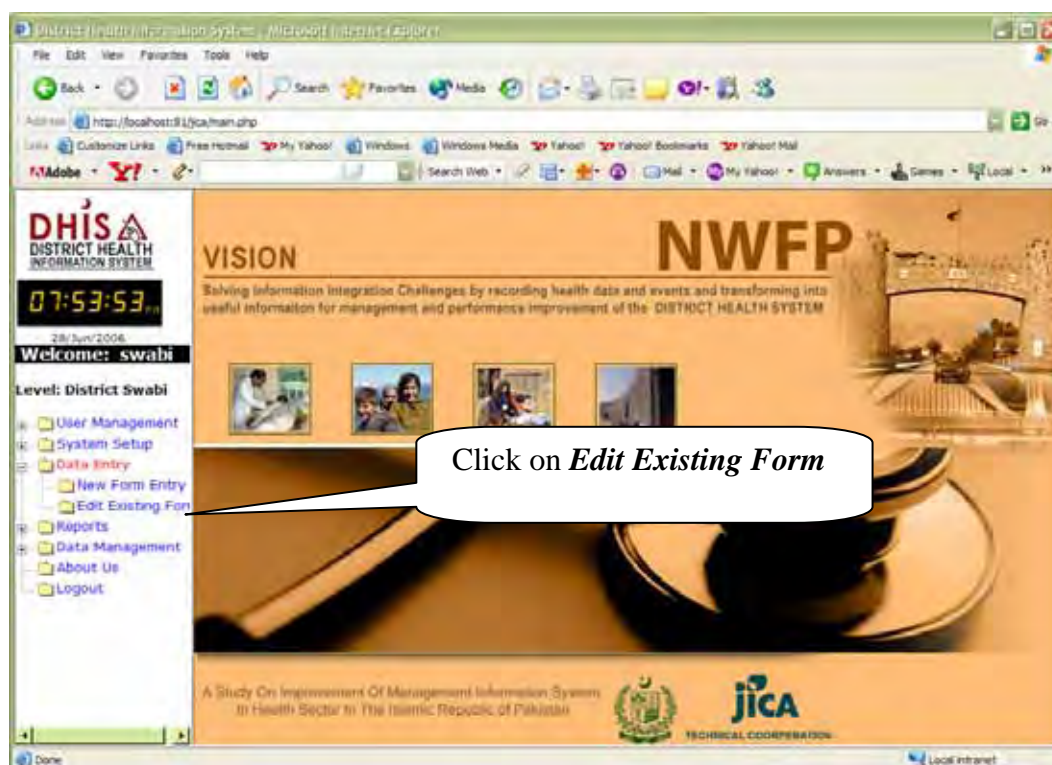 District Health Information System - Microsoft Internet Explorer
File Edit View Favorites Tools Help
Back Search Favorites Media
Address http://localhost:81/jica/main.php Go
Links Customize Links Free Hotmail My Yahoo! Windows Windows Media Yahoo! Yahoo! Bookmarks Yahoo! Mail
Adobe Y! Search Web Mail My Yahoo! Answers Games Local
DHIS
DISTRICT HEALTH
INFORMATION SYSTEM
07:53:53
28/Jun/2006
Welcome: swabi
Level: District Swabi
User Management
System Setup
Data Entry
New Form Entry
Edit Existing For
Reports
Data Management
About Us
Logout
NWFP
VISION
Solving Information Integration Challenges by recording health data and events and transforming into
useful information for management and performance improvement of the DISTRICT HEALTH SYSTEM
Click on Edit Existing Form
A Study On Improvement Of Management Information System
In Health Sector In The Islamic Republic of Pakistan
JICA
TECHNICAL COORPERATION
Done Local intranet